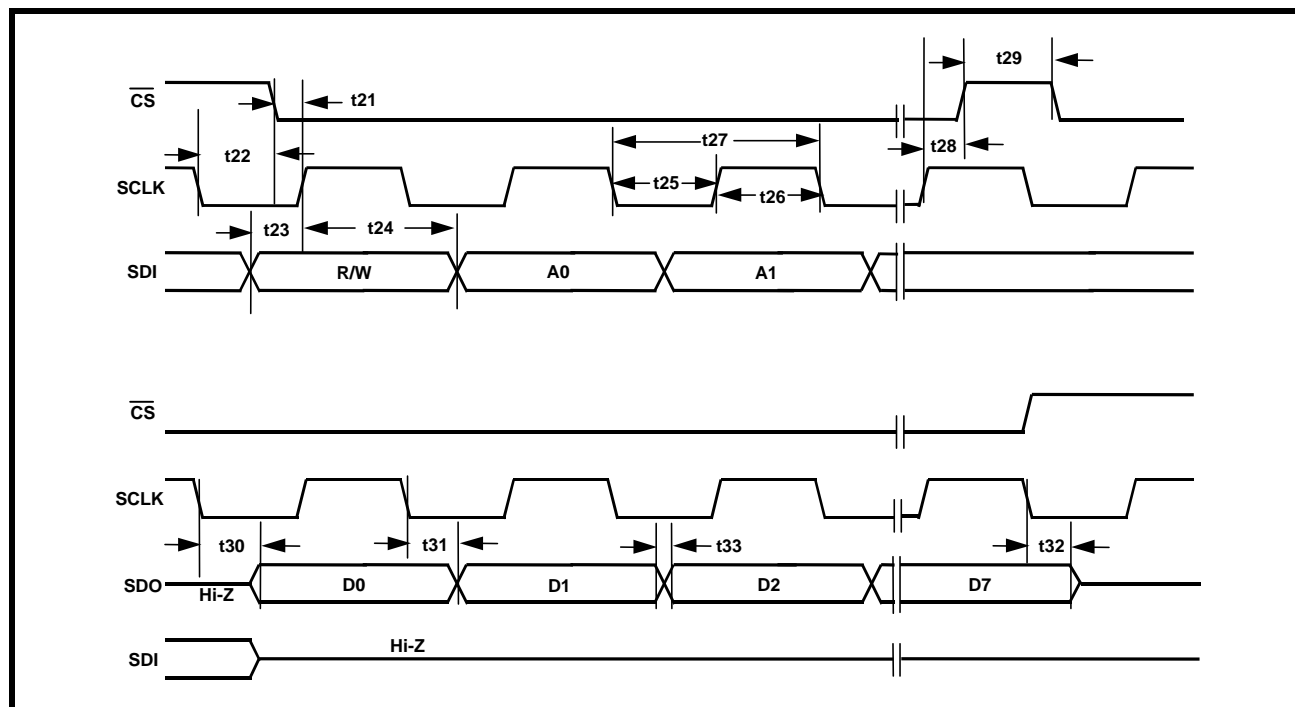 t29
CS
t21
t27
t22
t28
SCLK
t25
t26
t23
t24
SDI
R/W
A0
A1
CS
SCLK
t30
t31
t33
t32
SDO
Hi-Z
D0
D1
D2
D7
Hi-Z
SDI